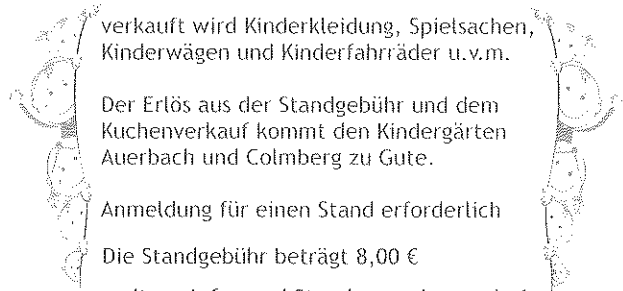 verkauft wird Kinderkleidung, Spielsachen,
Kinderwägen und Kinderfahrräder u.v.m.
Der Erlös aus der Standgebühr und dem
Kuchenverkauf kommt den Kindergärten
Auerbach und Colmberg zu Gute.
Anmeldung für einen Stand erforderlich
Die Standgebühr beträgt 8,00 €